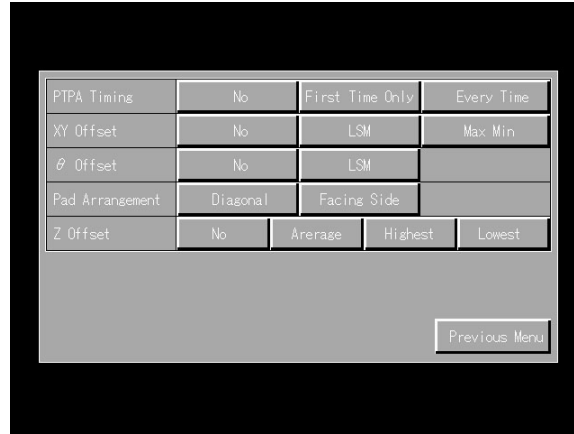 PTPA Timing No First Time Only Every Time
XY Offset No LSM Max Min
θ Offset No LSM
Pad Arrangement Diagonal Facing Side
Z Offset No Arerase Highest Lowest
Previous Menu